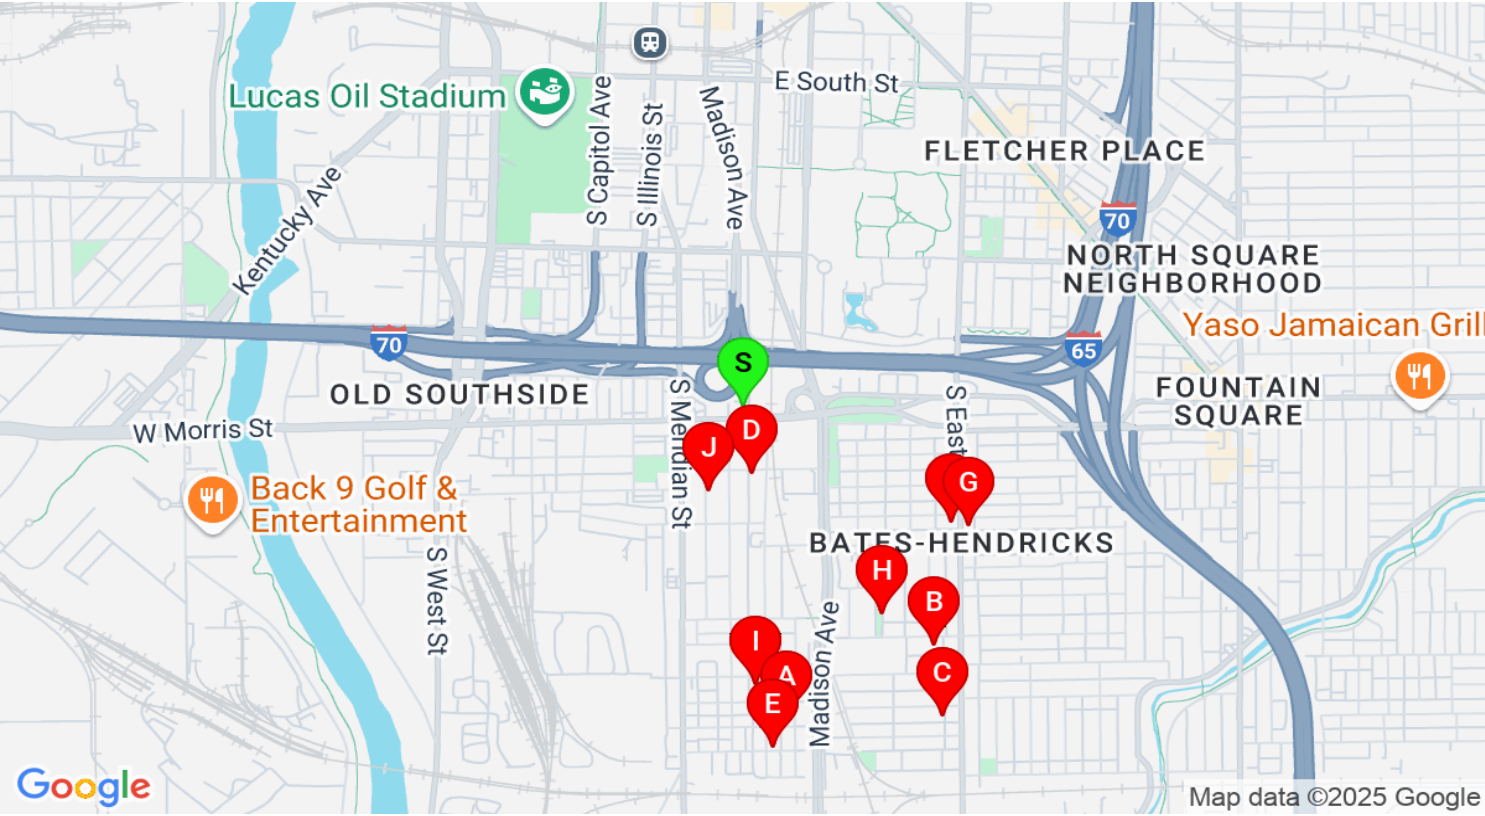 E South St
Lucas Oil Stadium
S Capitol Ave
S Illinois St
Madison Ave
FLETCHER PLACE
Kentucky Ave
70
NORTH SQUARE
NEIGHBORHOOD
Yaso Jamaican Grill
70
65
S
OLD SOUTHSIDE
S Meridian St
S East
FOUNTAIN
SQUARE
W Morris St
D
J
G
Back 9 Golf &
Entertainment
BATES-HENDRICKS
S West St
H
B
Madison Ave
I
A
C
E
Google
Map data ©2025 Google